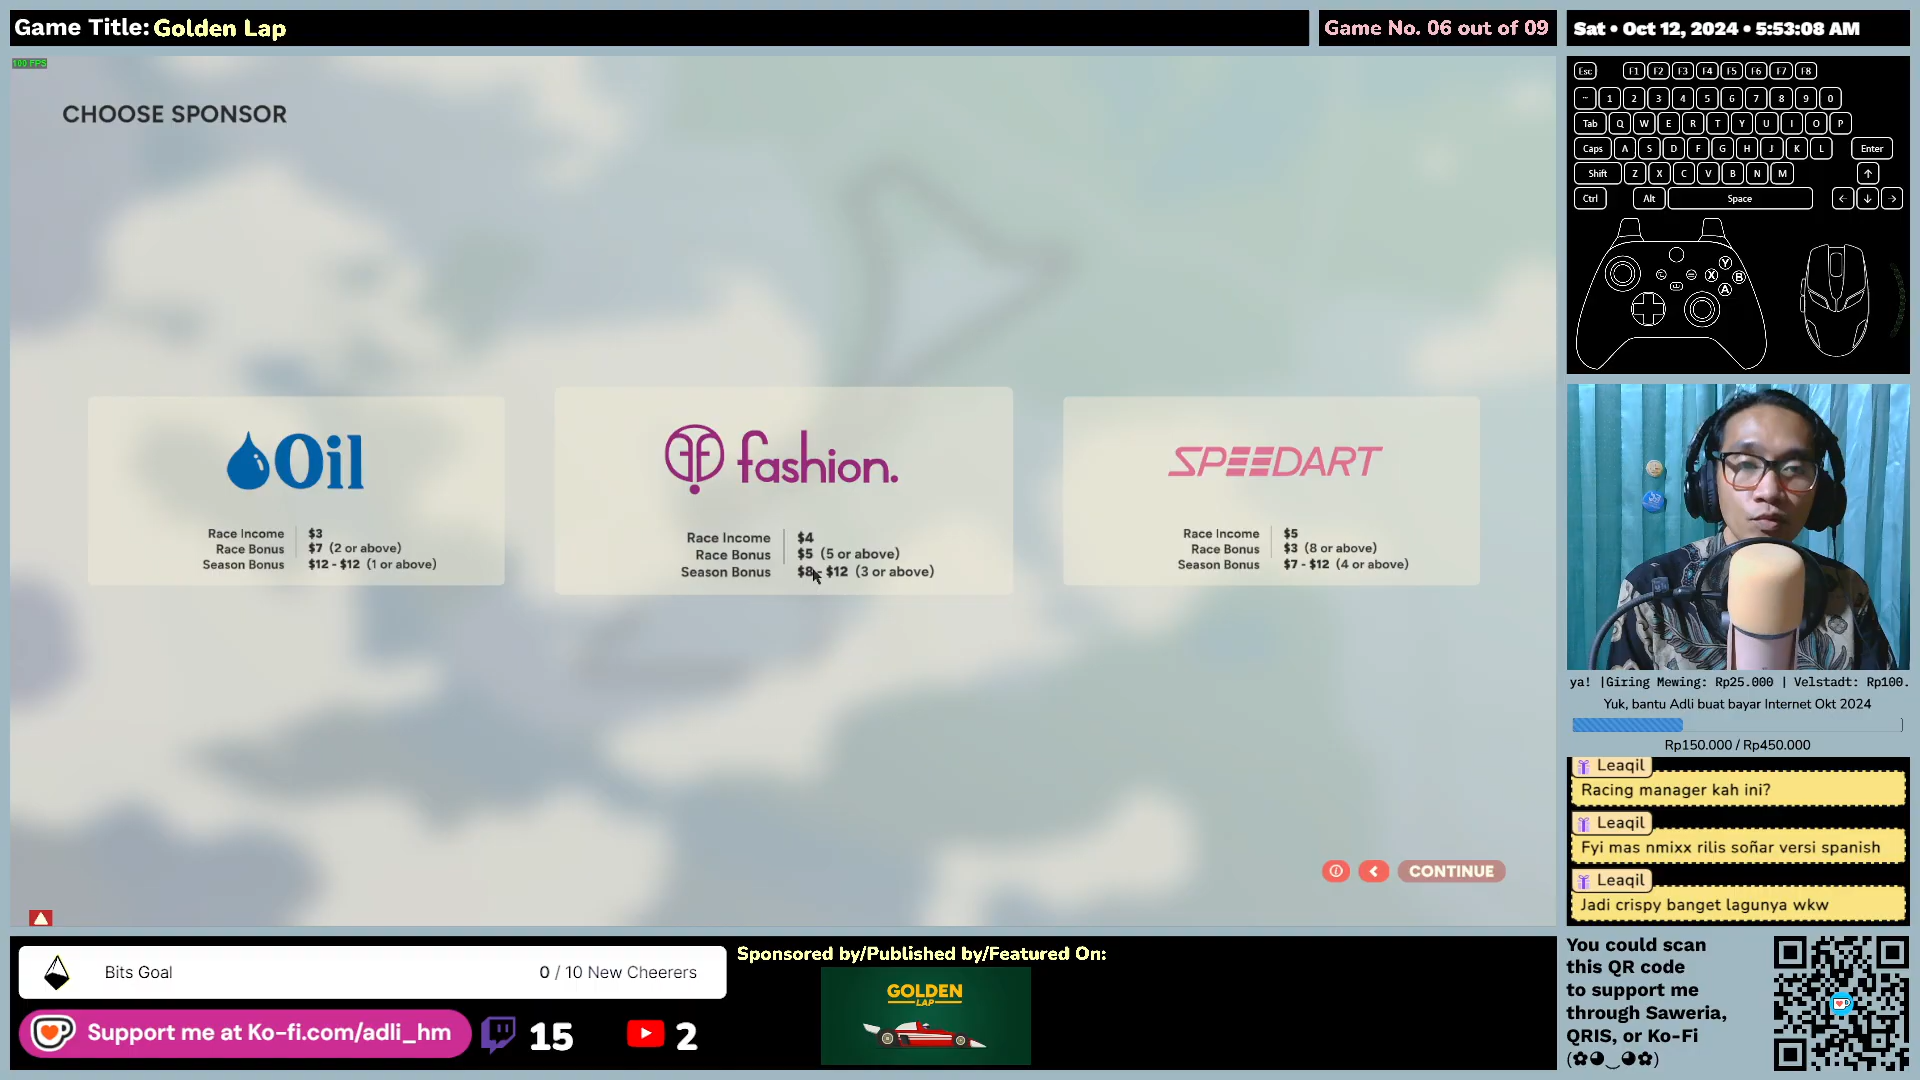 Game Title: Golden Lap
Game No. 06 out of 09
Sat • Oct 12, 2024 • 5:53:08 AM
100 FPS
CHOOSE SPONSOR
Oil
Race Income $3
Race Bonus $7 (2 or above)
Season Bonus $12 - $12 (1 or above)
fashion.
Race Income $4
Race Bonus $5 (5 or above)
Season Bonus $8 - $12 (3 or above)
SPEEDART
Race Income $5
Race Bonus $3 (8 or above)
Season Bonus $7 - $12 (4 or above)
CONTINUE
Esc F1 F2 F3 F4 F5 F6 F7 F8
~ 1 2 3 4 5 6 7 8 9 0
Tab Q W E R T Y U I O P
Caps A S D F G H J K L Enter
Shift Z X C V B N M ↑
Ctrl Alt Space ← ↓ →
Y
X B
A
ya! |Giring Mewing: Rp25.000 | Velstadt: Rp100.
Yuk, bantu Adli buat bayar Internet Okt 2024
Rp150.000 / Rp450.000
Leaqil
Racing manager kah ini?
Leaqil
Fyi mas nmixx rilis soñar versi spanish
Leaqil
Jadi crispy banget lagunya wkw
Bits Goal 0 / 10 New Cheerers
Support me at Ko-fi.com/adli_hm
15
2
Sponsored by/Published by/Featured On:
GOLDEN
LAP
You could scan
this QR code
to support me
through Saweria,
QRIS, or Ko-Fi
(✿◕‿◕✿)